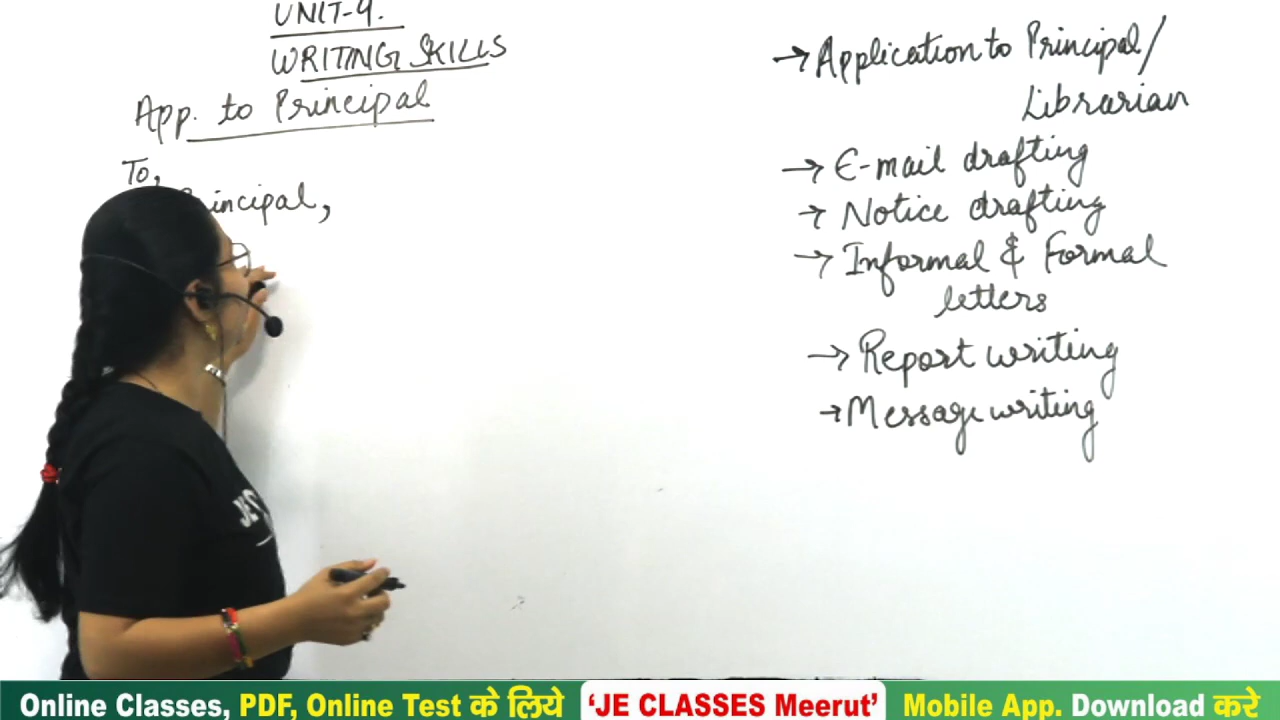 UNIT-4.
WRITING SKILLS
App. to Principal
To,
→ Application to Principal/
Librarian
→ E-mail drafting
→ Notice drafting
→ Informal & Formal
letters
→ Report writing
→ Message writing
Online Classes, PDF, Online Test के लिये 'JE CLASSES Meerut' Mobile App. Download करे